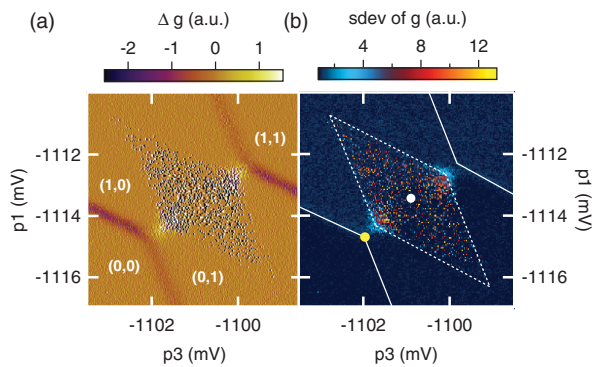 (a)
Δ g (a.u.)
-2 -1 0 1
(b)
sdev of g (a.u.)
4 8 12
(1,1)
(1,0)
(0,0)
(0,1)
-1112
-1114
-1116
p1 (mV)
-1102 -1100
p3 (mV)
-1112
-1114
-1116
p1 (mV)
-1102 -1100
p3 (mV)